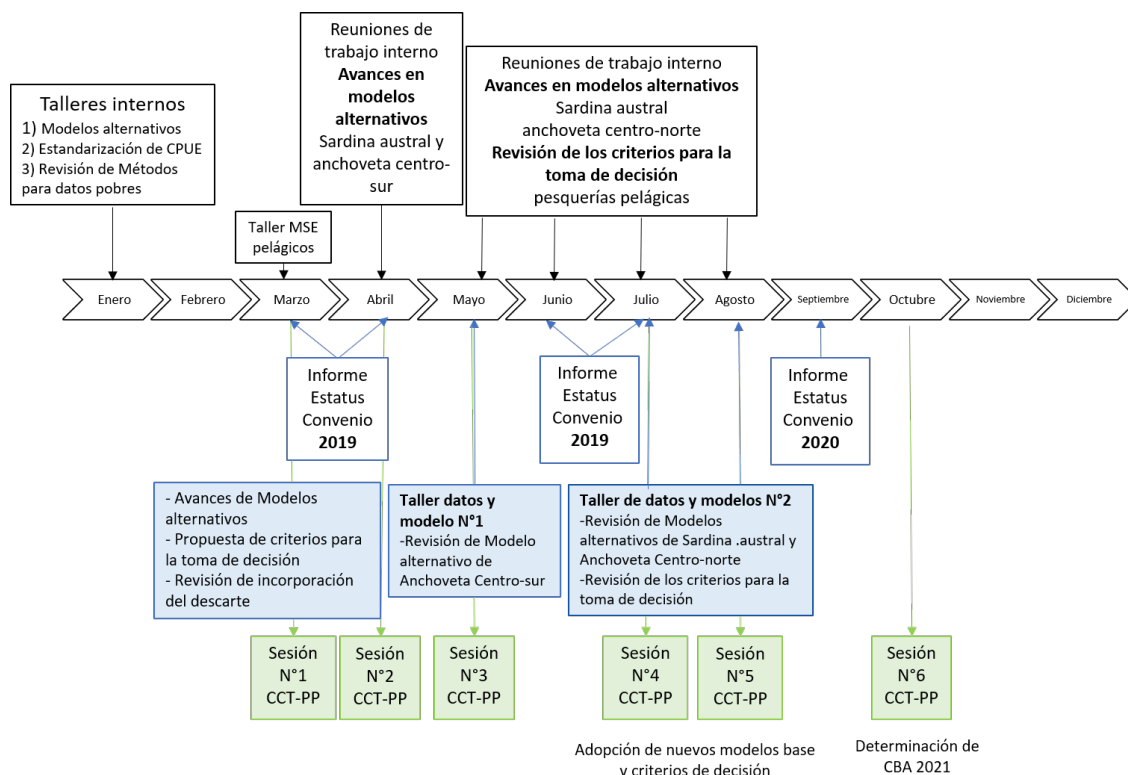 Talleres internos
1) Modelos alternativos
2) Estandarización de CPUE
3) Revisión de Métodos
para datos pobres
Taller MSE
pelágicos
Reuniones de
trabajo interno
Avances en
modelos
alternativos
Sardina austral y
anchoveta centro-
sur
Reuniones de trabajo interno
Avances en modelos alternativos
Sardina austral
anchoveta centro-norte
Revisión de los criterios para la
toma de decisión
pesquerías pelágicas
Enero
Febrero
Marzo
Abril
Mayo
Junio
Julio
Agosto
Septiembre
Octubre
Noviembre
Diciembre
Informe
Estatus
Convenio
2019
Informe
Estatus
Convenio
2019
Informe
Estatus
Convenio
2020
- Avances de Modelos
alternativos
- Propuesta de criterios para
la toma de decisión
- Revisión de incorporación
del descarte
Taller datos y
modelo N°1
-Revisión de Modelo
alternativo de
Anchoveta Centro-sur
Taller de datos y modelos N°2
-Revisión de Modelos
alternativos de Sardina .austral y
Anchoveta Centro-norte
-Revisión de los criterios para la
toma de decisión
Sesión
N°1
CCT-PP
Sesión
N°2
CCT-PP
Sesión
N°3
CCT-PP
Sesión
N°4
CCT-PP
Sesión
N°5
CCT-PP
Sesión
N°6
CCT-PP
Adopción de nuevos modelos base
y criterios de decisión
Determinación de
CBA 2021